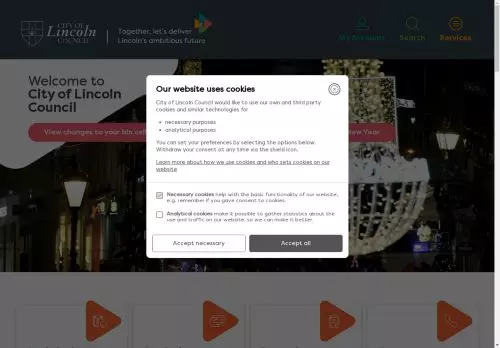 CITY OF
Lincoln
COUNCIL
Together, let's deliver
Lincoln's ambitious future
My Account
Search
Services
Welcome to
City of Lincoln
Council
View changes to your bin
New Year
Our website uses cookies
City of Lincoln Council would like to use our own and third party
cookies and similar technologies for
necessary purposes
analytical purposes
You can set your preferences by selecting the options below.
Withdraw your consent at any time via the shield icon.
Learn more about how we use cookies and who sets cookies on our
website
Necessary cookies help with the basic functionality of our website,
e.g. remember if you gave consent to cookies.
Analytical cookies make it possible to gather statistics about the
use and traffic on our website, so we can make it better.
Accept necessary
Accept all